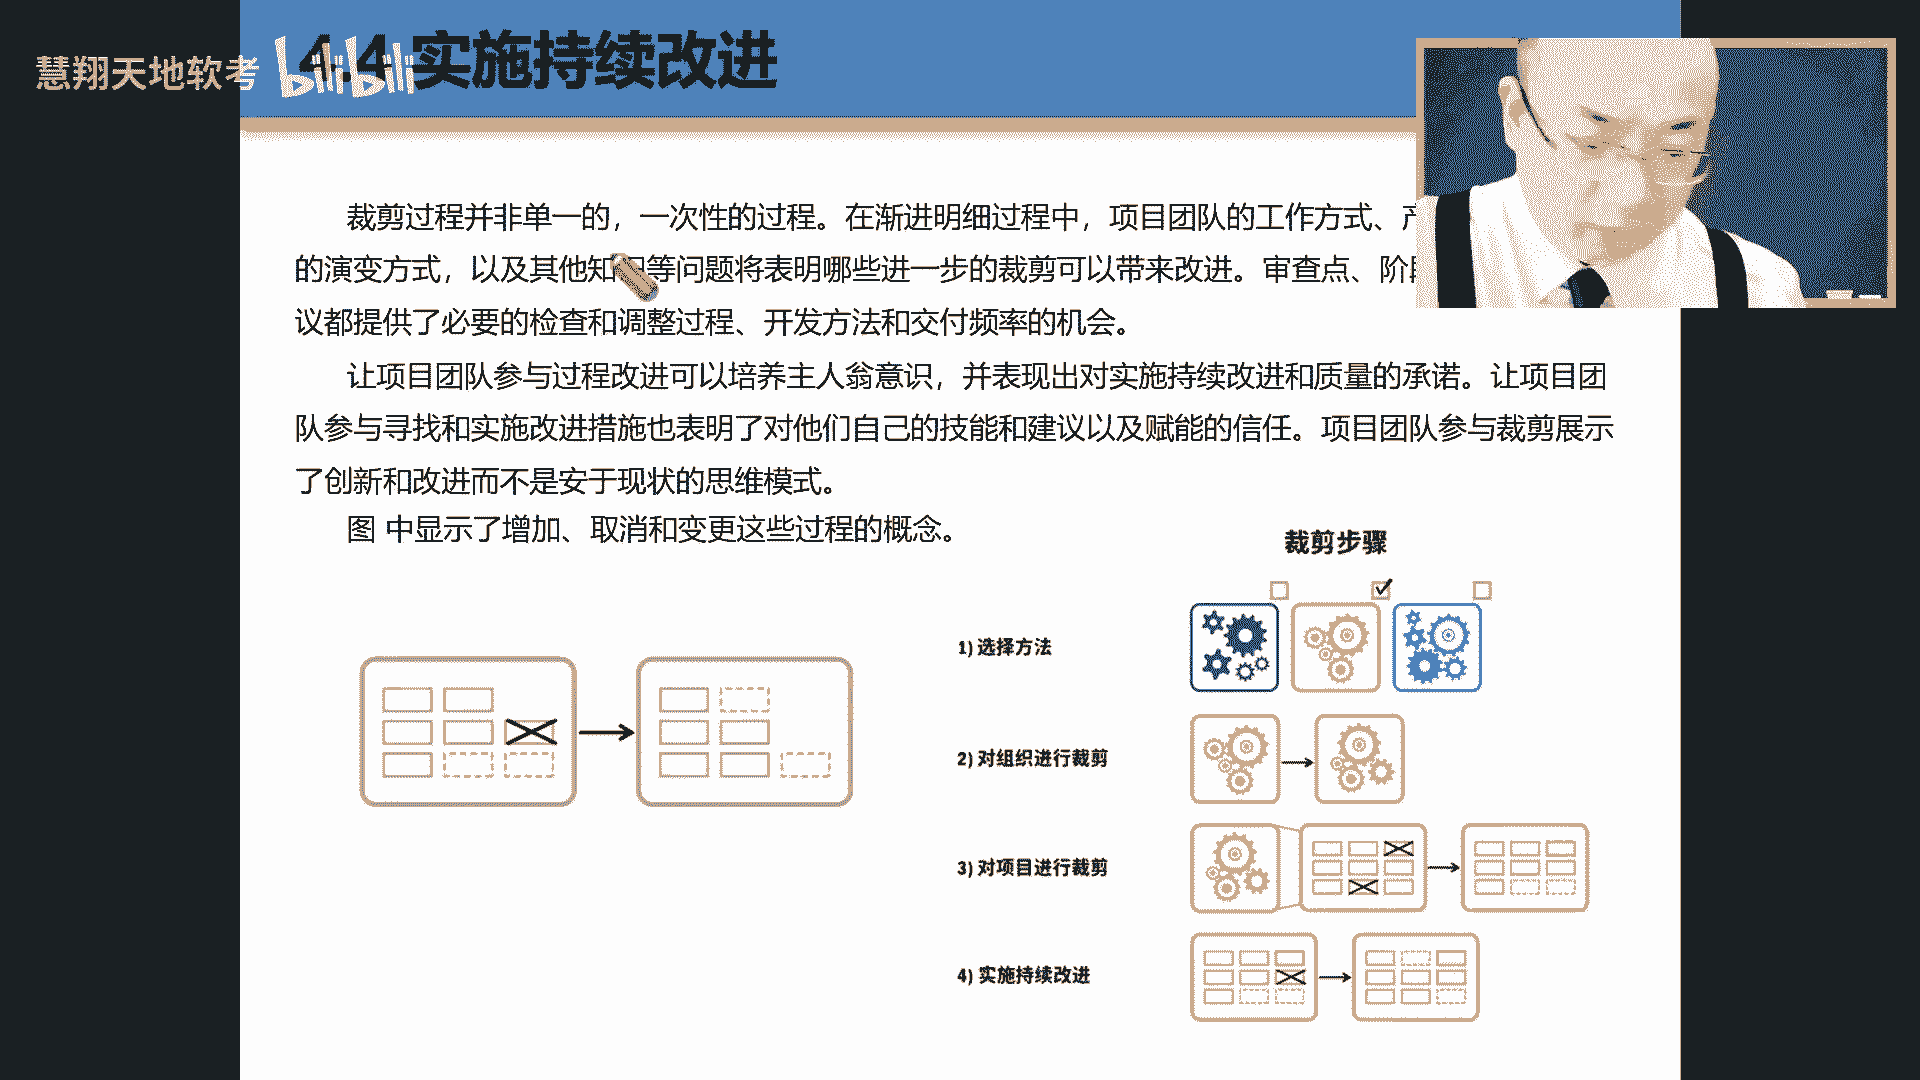 慧翔天地软考 bilibili
4.4 实施持续改进
裁剪过程并非单一的，一次性的过程。在渐进明细过程中，项目团队的工作方式、
的演变方式，以及其他知识等问题将表明哪些进一步的裁剪可以带来改进。审查点、阶
议都提供了必要的检查和调整过程、开发方法和交付频率的机会。
让项目团队参与过程改进可以培养主人翁意识，并表现出对实施持续改进和质量的承诺。让项目团
队参与寻找和实施改进措施也表明了对他们自己的技能和建议以及赋能的信任。项目团队参与裁剪展示
了创新和改进而不是安于现状的思维模式。
图 中显示了增加、取消和变更这些过程的概念。
裁剪步骤
1) 选择方法
2) 对组织进行裁剪
3) 对项目进行裁剪
4) 实施持续改进